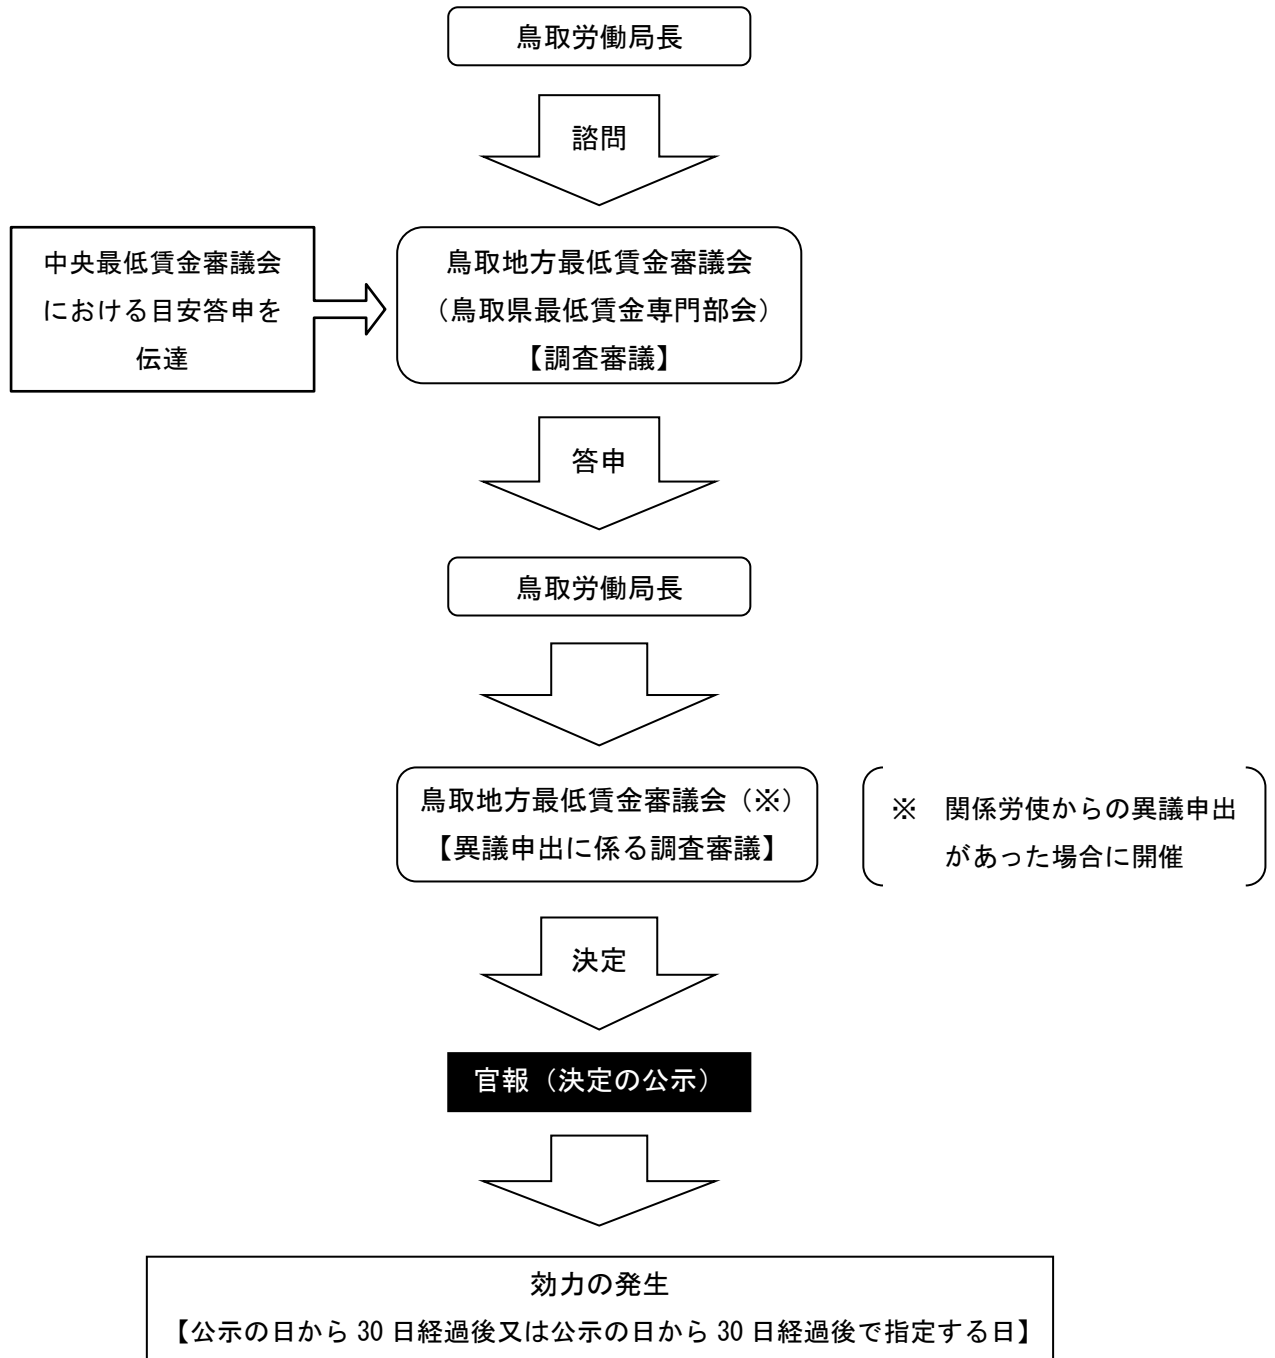 鳥取労働局長
諮問
中央最低賃金審議会
における目安答申を
伝達
鳥取地方最低賃金審議会
（鳥取県最低賃金専門部会）
【調査審議】
答申
鳥取労働局長
鳥取地方最低賃金審議会（※）
【異議申出に係る調査審議】
※　関係労使からの異議申出
があった場合に開催
決定
官報（決定の公示）
効力の発生
【公示の日から 30 日経過後又は公示の日から 30 日経過後で指定する日】